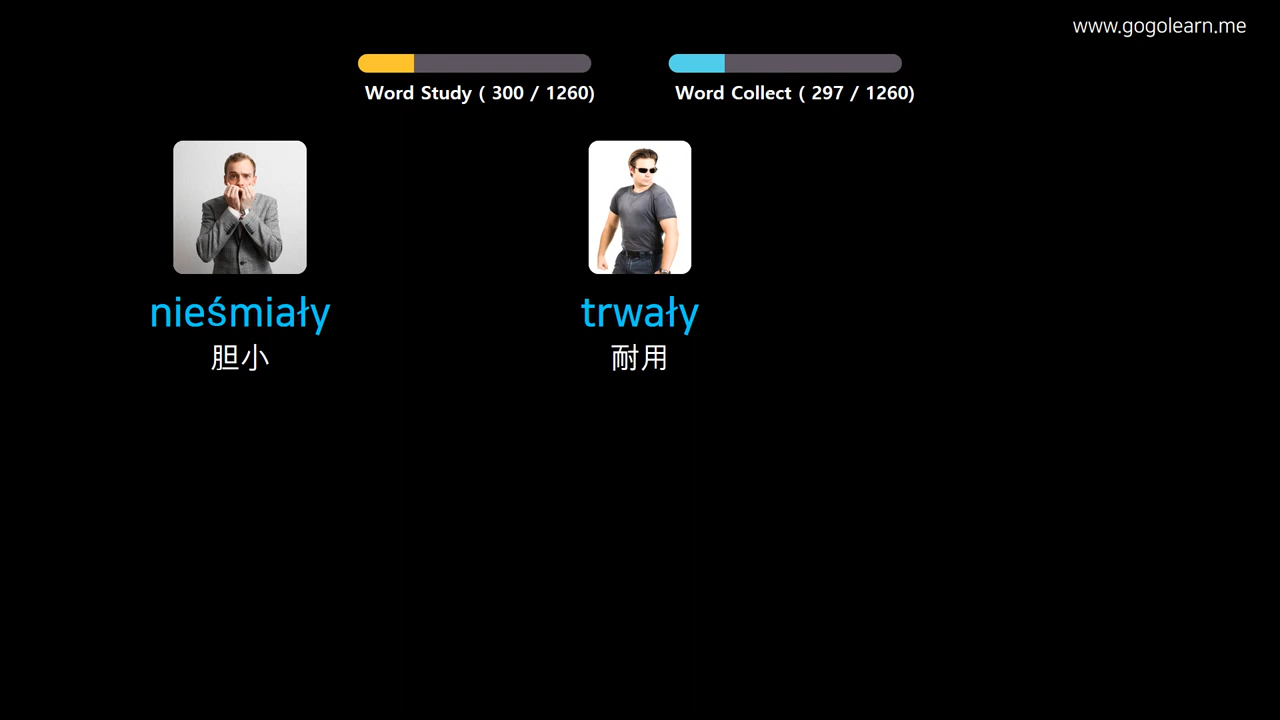 www.gogolearn.me
Word Study ( 300 / 1260)
Word Collect ( 297 / 1260)
nieśmiały
胆小
trwały
耐用